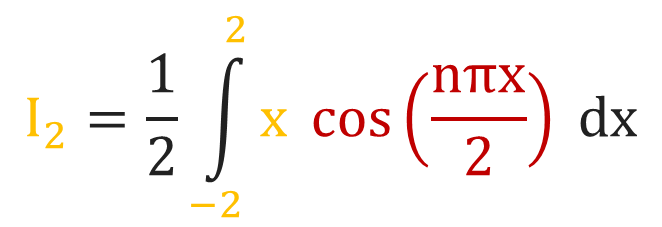 I₂ = 1/2 ∫₋₂² x cos(nπx/2) dx